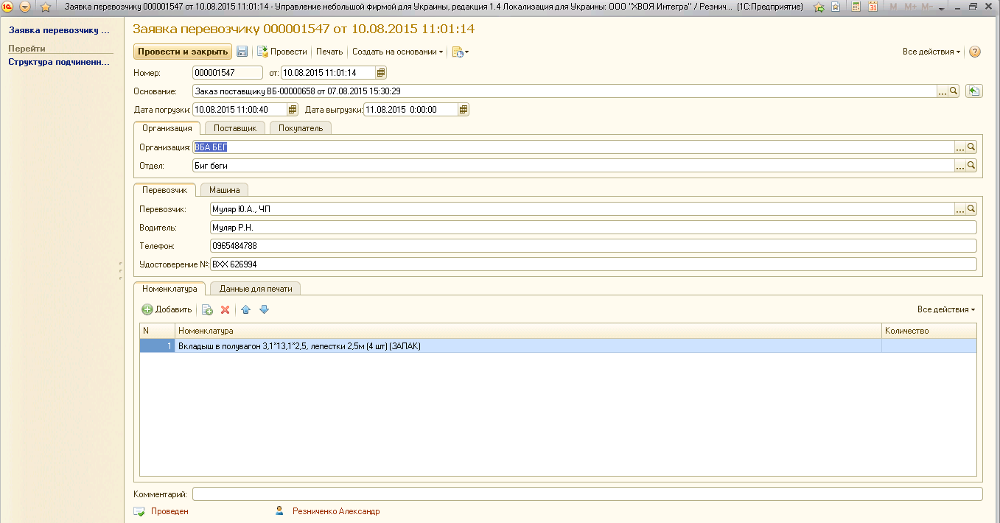 Заявка перевозчику 000001547 от 10.08.2015 11:01:14 - Управление небольшой фирмой для Украины, редакция 1.4 Локализация для Украины: ООО "ХВОЯ Интегра" / Резнич... (1С:Предприятие)
M M+ M-
Заявка перевозчику ...
Перейти
Структура подчиненн...
Заявка перевозчику 000001547 от 10.08.2015 11:01:14
Провести и закрыть Провести Печать Создать на основании Все действия
Номер: 000001547 от: 10.08.2015 11:01:14
Основание: Заказ поставщику ВБ-00000658 от 07.08.2015 15:30:29
Дата погрузки: 10.08.2015 11:00:40 Дата выгрузки: 11.08.2015 0:00:00
Организация Поставщик Покупатель
Организация: ВБА БЕГ
Отдел: Биг беги
Перевозчик Машина
Перевозчик: Муляр Ю.А., ЧП
Водитель: Муляр Р.Н.
Телефон: 0965484788
Удостоверение №: ВХХ 626994
Номенклатура Данные для печати
Добавить Все действия
N Номенклатура Количество
1 Вкладыш в полувагон 3,1*13,1*2,5, лепестки 2,5м (4 шт) (ЗАПАК)
Комментарий:
Проведен Резниченко Александр